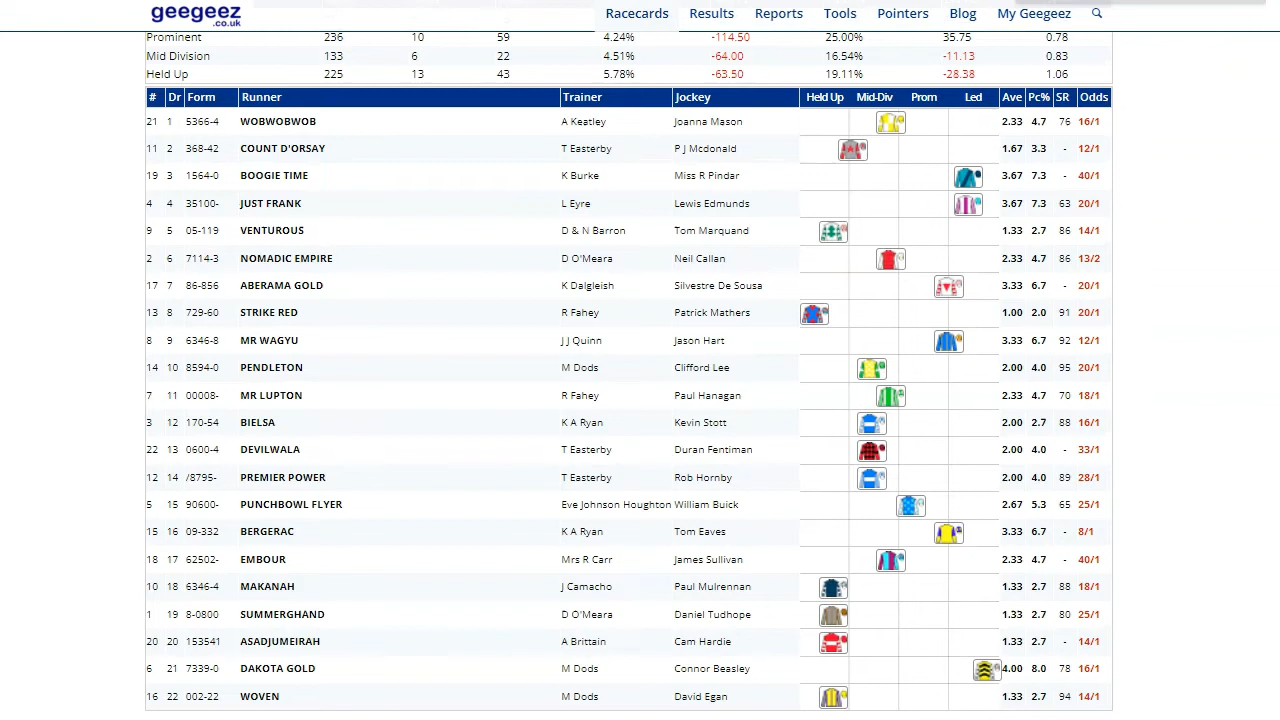 geegeez
.co.uk
Racecards Results Reports Tools Pointers Blog My Geegeez
Prominent 236 10 59 4.24% -114.50 25.00% 35.75 0.78
Mid Division 133 6 22 4.51% -64.00 16.54% -11.13 0.83
Held Up 225 13 43 5.78% -63.50 19.11% -28.38 1.06
# Dr Form Runner Trainer Jockey Held Up Mid-Div Prom Led Ave Pc% SR Odds
21 1 5366-4 WOBWOBWOB A Keatley Joanna Mason 2.33 4.7 76 16/1
11 2 368-42 COUNT D'ORSAY T Easterby P J Mcdonald 1.67 3.3 - 12/1
19 3 1564-0 BOOGIE TIME K Burke Miss R Pindar 3.67 7.3 - 40/1
4 4 35100- JUST FRANK L Eyre Lewis Edmunds 3.67 7.3 63 20/1
9 5 05-119 VENTUROUS D & N Barron Tom Marquand 1.33 2.7 86 14/1
2 6 7114-3 NOMADIC EMPIRE D O'Meara Neil Callan 2.33 4.7 86 13/2
17 7 86-856 ABERAMA GOLD K Dalgleish Silvestre De Sousa 3.33 6.7 - 20/1
13 8 729-60 STRIKE RED R Fahey Patrick Mathers 1.00 2.0 91 20/1
8 9 6346-8 MR WAGYU J J Quinn Jason Hart 3.33 6.7 92 12/1
14 10 8594-0 PENDLETON M Dods Clifford Lee 2.00 4.0 95 20/1
7 11 10008- MR LUPTON R Fahey Paul Hanagan 2.33 4.7 70 18/1
3 12 170-54 BIELSA K A Ryan Kevin Stott 2.00 2.7 88 16/1
22 13 0600-4 DEVILWALA T Easterby Duran Fentiman 2.00 4.0 - 33/1
12 14 /8795- PREMIER POWER T Easterby Rob Hornby 2.00 4.0 89 28/1
5 15 90600- PUNCHBOWL FLYER Eve Johnson Houghton William Buick 2.67 5.3 65 25/1
15 16 09-332 BERGERAC K A Ryan Tom Eaves 3.33 6.7 - 8/1
18 17 62502- EMBOUR Mrs R Carr James Sullivan 2.33 4.7 - 40/1
10 18 6346-4 MAKANAH J Camacho Paul Mulrennan 1.33 2.7 88 18/1
1 19 8-0800 SUMMERGHAND D O'Meara Daniel Tudhope 1.33 2.7 80 25/1
20 20 153541 ASADJUMEIRAH A Brittain Cam Hardie 1.33 2.7 - 14/1
6 21 7339-0 DAKOTA GOLD M Dods Connor Beasley 4.00 8.0 78 16/1
16 22 002-22 WOVEN M Dods David Egan 1.33 2.7 94 14/1